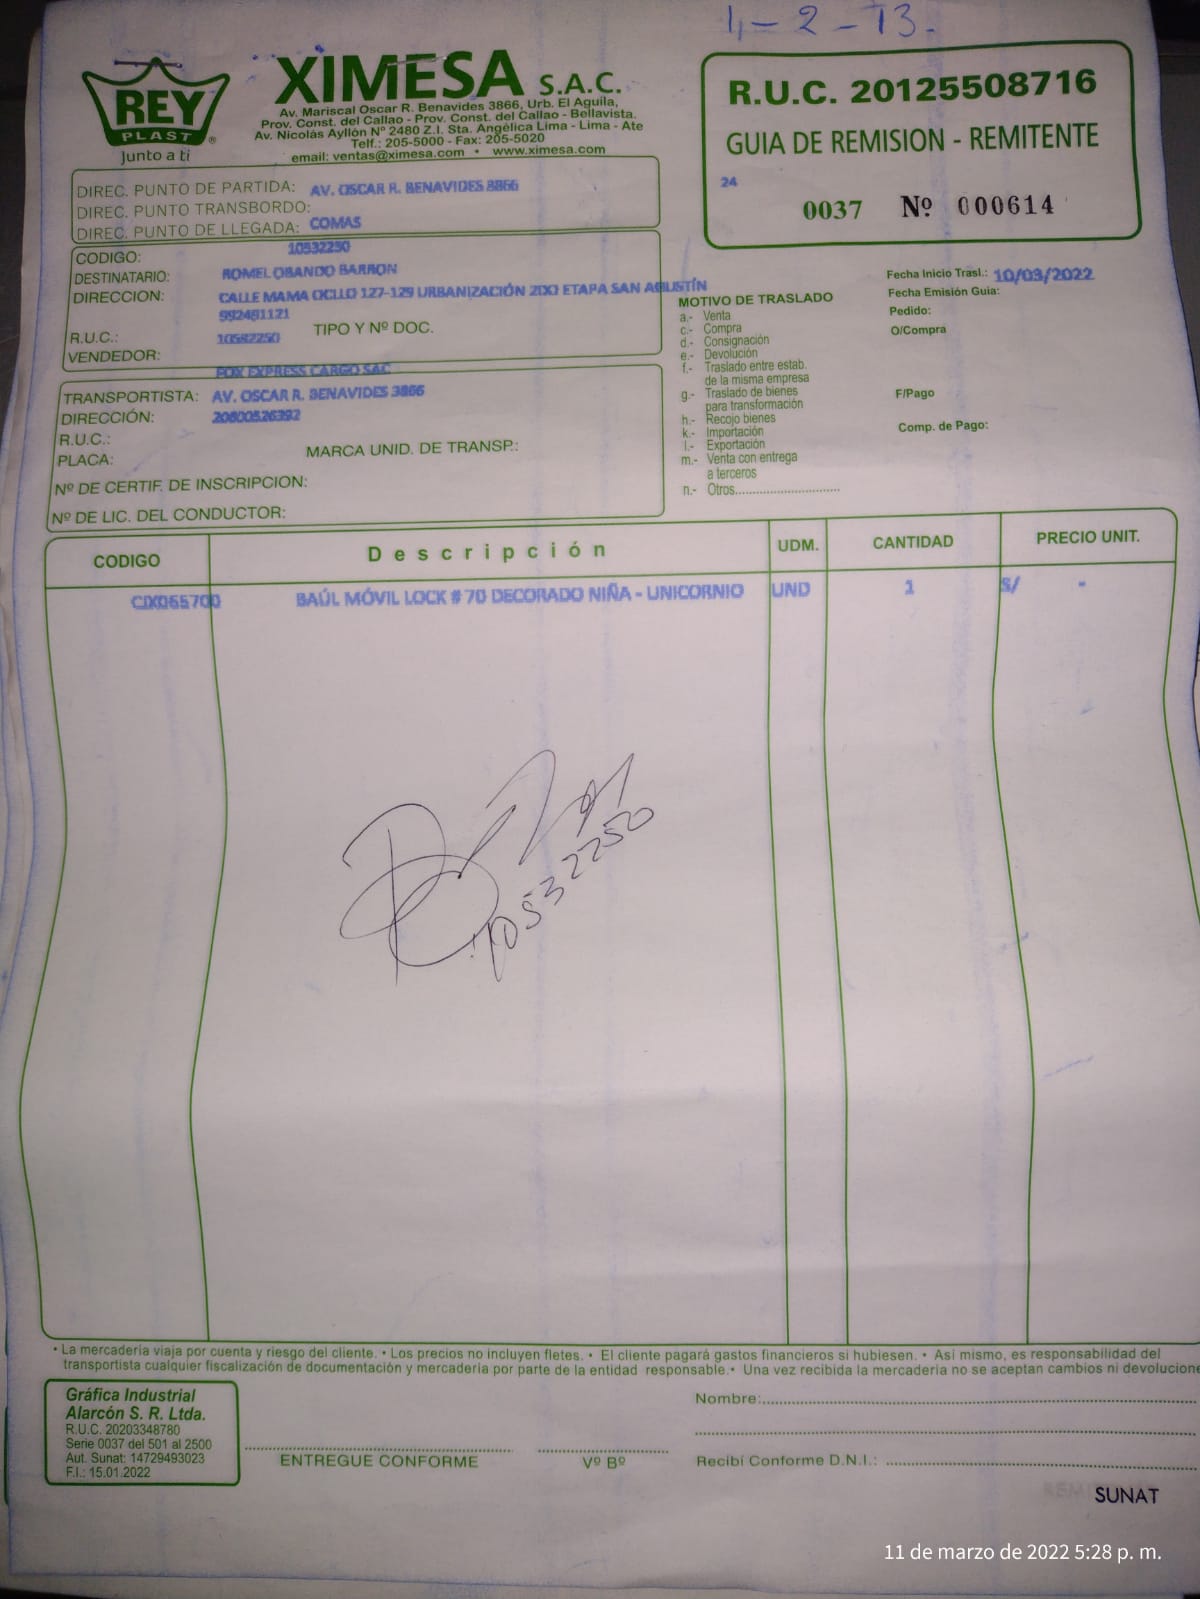 4-2-13.
REY
PLAST
Junto a ti
XIMESA S.A.C.
Av. Mariscal Oscar R. Benavides 3866, Urb. El Aguila,
Prov. Const. del Callao - Prov. Const. del Callao - Bellavista.
Av. Nicolás Ayllón Nº 2480 Z.I. Sta. Angélica Lima - Lima - Ate
Telf.: 205-5000 - Fax: 205-5020
email: ventas@ximesa.com • www.ximesa.com
R.U.C. 20125508716
GUIA DE REMISION - REMITENTE
24
0037 Nº 000614
DIREC. PUNTO DE PARTIDA: AV. OSCAR R. BENAVIDES 3866
DIREC. PUNTO TRANSBORDO:
DIREC. PUNTO DE LLEGADA: COMAS
CODIGO: 10532250
DESTINATARIO: ROMEL OBANDO BARRON
DIRECCION: CALLE MAMA OCLLO 127-129 URBANIZACIÓN 2DO ETAPA SAN AGUSTÍN
992481121
R.U.C.: 10532250 TIPO Y Nº DOC.
VENDEDOR:
FOX EXPRESS CARGO SAC
TRANSPORTISTA: AV. OSCAR R. BENAVIDES 3866
DIRECCIÓN: 20600526392
R.U.C.:
PLACA: MARCA UNID. DE TRANSP.:
Nº DE CERTIF. DE INSCRIPCION:
Nº DE LIC. DEL CONDUCTOR:
MOTIVO DE TRASLADO
a.- Venta
c.- Compra
d.- Consignación
e.- Devolución
f.- Traslado entre estab.
de la misma empresa
g.- Traslado de bienes
para transformación
h.- Recojo bienes
k.- Importación
l.- Exportación
m.- Venta con entrega
a terceros
n.- Otros..............................
Fecha Inicio Trasl.: 10/03/2022
Fecha Emisión Guia:
Pedido:
O/Compra
F/Pago
Comp. de Pago:
CODIGO Descripción UDM. CANTIDAD PRECIO UNIT.
CIX065700 BAÚL MÓVIL LOCK # 70 DECORADO NIÑA - UNICORNIO UND 1 S/ -
10532250
• La mercadería viaja por cuenta y riesgo del cliente. • Los precios no incluyen fletes. • El cliente pagará gastos financieros si hubiesen. • Así mismo, es responsabilidad del
transportista cualquier fiscalización de documentación y mercadería por parte de la entidad responsable. • Una vez recibida la mercadería no se aceptan cambios ni devolucione
Gráfica Industrial
Alarcón S. R. Ltda.
R.U.C. 20203348780
Serie 0037 del 501 al 2500
Aut. Sunat: 14729493023
F.I.: 15.01.2022
ENTREGUE CONFORME
Vº Bº
Nombre:
Recibí Conforme D.N.I.:
SUNAT
11 de marzo de 2022 5:28 p. m.